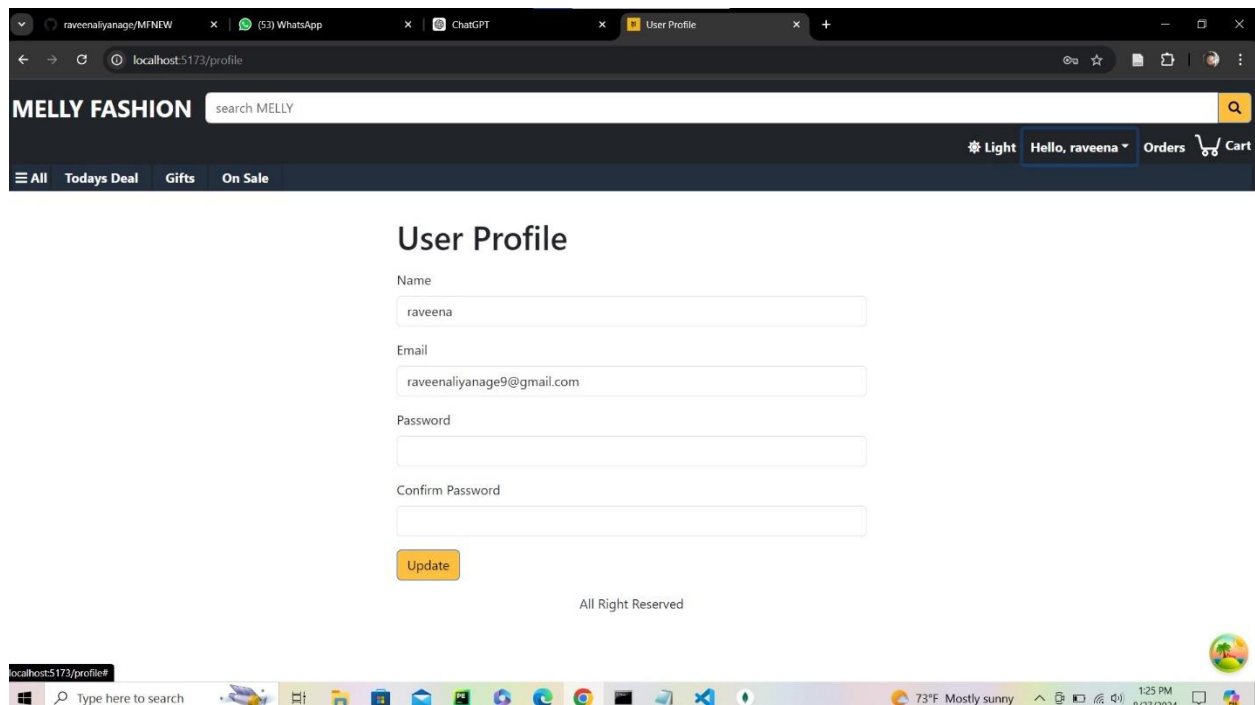 raveenaliyanage/MFNEW
(53) WhatsApp
ChatGPT
User Profile
localhost:5173/profile
MELLY FASHION
search MELLY
Light Hello, raveena Orders Cart
All Todays Deal Gifts On Sale
User Profile
Name
raveena
Email
raveenaliyanage9@gmail.com
Password
Confirm Password
Update
All Right Reserved
localhost:5173/profile#
Type here to search
73°F Mostly sunny
1:25 PM